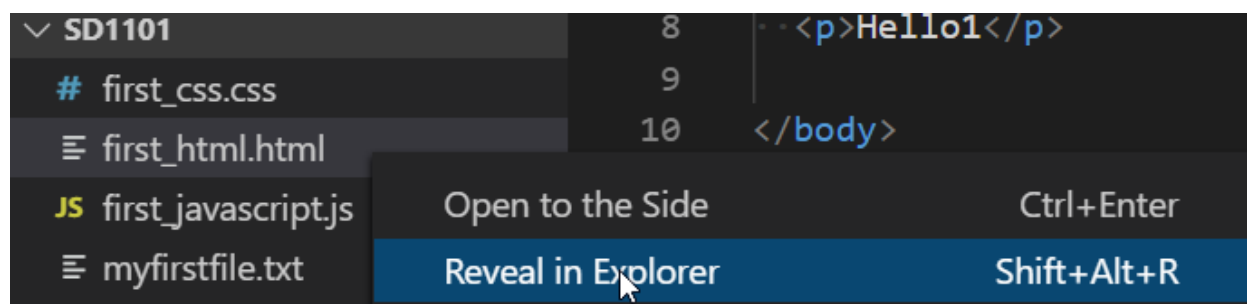 SD1101
# first_css.css
first_html.html
JS first_javascript.js
myfirstfile.txt
8 <p>Hello1</p>
9
10 </body>
Open to the Side Ctrl+Enter
Reveal in Explorer Shift+Alt+R